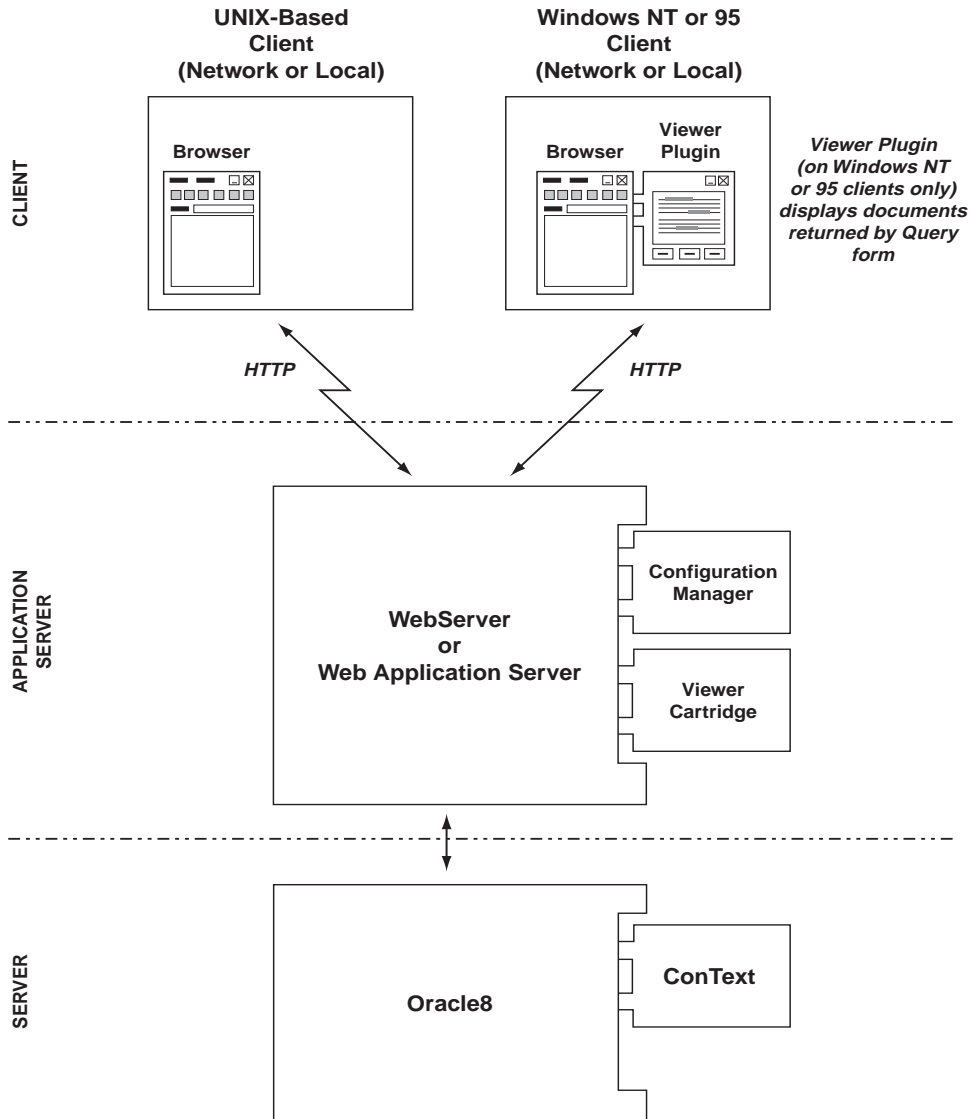 UNIX-Based
Client
(Network or Local)
Windows NT or 95
Client
(Network or Local)
CLIENT
Browser
Browser
Viewer
Plugin
Viewer Plugin
(on Windows NT
or 95 clients only)
displays documents
returned by Query
form
HTTP
HTTP
APPLICATION
SERVER
WebServer
or
Web Application Server
Configuration
Manager
Viewer
Cartridge
SERVER
Oracle8
ConText